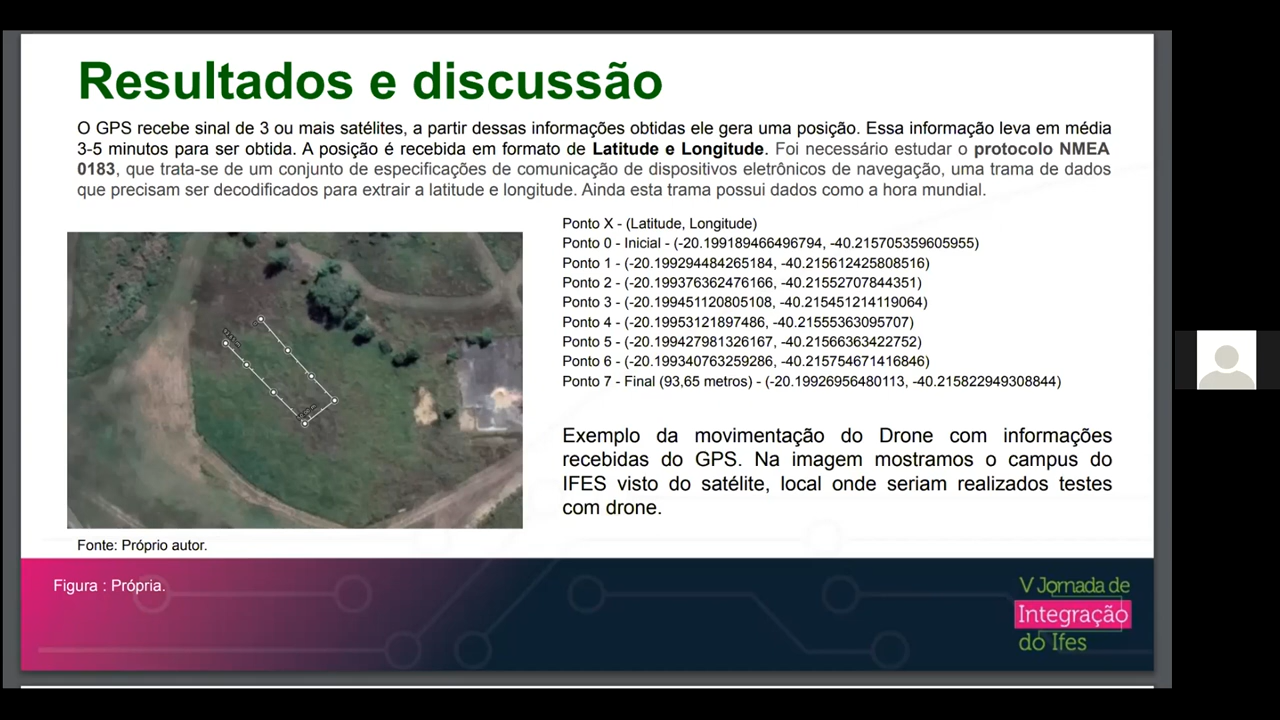 Resultados e discussão
O GPS recebe sinal de 3 ou mais satélites, a partir dessas informações obtidas ele gera uma posição. Essa informação leva em média
3-5 minutos para ser obtida. A posição é recebida em formato de Latitude e Longitude. Foi necessário estudar o protocolo NMEA
0183, que trata-se de um conjunto de especificações de comunicação de dispositivos eletrônicos de navegação, uma trama de dados
que precisam ser decodificados para extrair a latitude e longitude. Ainda esta trama possui dados como a hora mundial.
Ponto X - (Latitude, Longitude)
Ponto 0 - Inicial - (-20.199189466496794, -40.215705359605955)
Ponto 1 - (-20.199294484265184, -40.215612425808516)
Ponto 2 - (-20.199376362476166, -40.21552707844351)
Ponto 3 - (-20.199451120805108, -40.215451214119064)
Ponto 4 - (-20.19953121897486, -40.21555363095707)
Ponto 5 - (-20.199427981326167, -40.21566363422752)
Ponto 6 - (-20.199340763259286, -40.215754671416846)
Ponto 7 - Final (93,65 metros) - (-20.19926956480113, -40.215822949308844)
Exemplo da movimentação do Drone com informações
recebidas do GPS. Na imagem mostramos o campus do
IFES visto do satélite, local onde seriam realizados testes
com drone.
Fonte: Próprio autor.
Figura : Própria.
V Jornada de
Integração
do Ifes